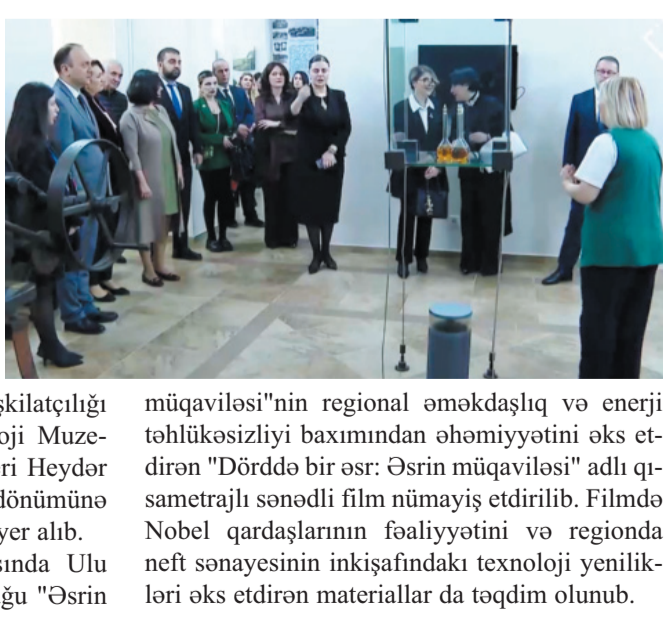 şkilatçılığı
oji Muze-
ri Heydər
dönümünə
yer alıb.
sında Ulu
ğu "Əsrin
müqaviləsi"nin regional əməkdaşlıq və enerji
təhlükəsizliyi baxımından əhəmiyyətini əks et-
dirən "Dörddə bir əsr: Əsrin müqaviləsi" adlı qı-
sametrajlı sənədli film nümayiş etdirilib. Filmdə
Nobel qardaşlarının fəaliyyətini və regionda
neft sənayesinin inkişafındakı texnoloji yenilik-
ləri əks etdirən materiallar da təqdim olunub.